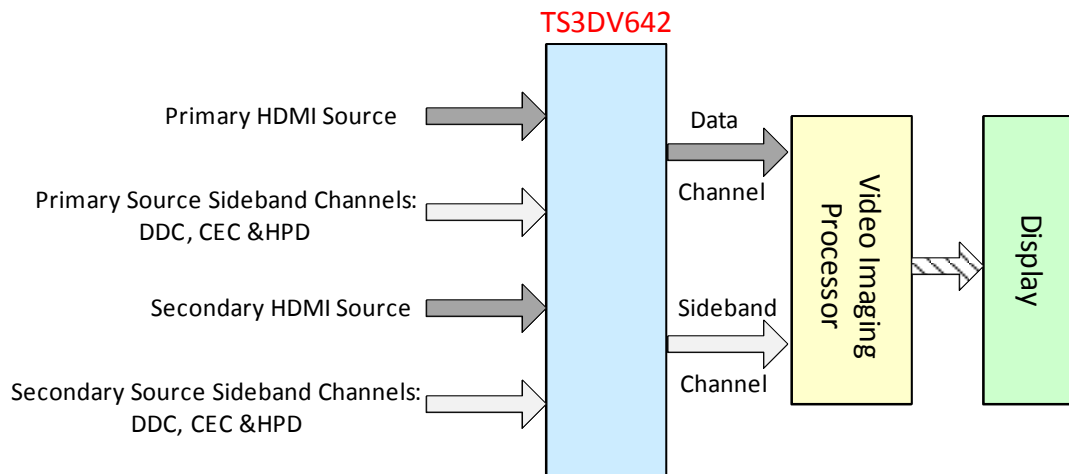 TS3DV642
Primary HDMI Source
Primary Source Sideband Channels:
DDC, CEC &HPD
Secondary HDMI Source
Secondary Source Sideband Channels:
DDC, CEC &HPD
Data
Channel
Sideband
Channel
Video Imaging
Processor
Display